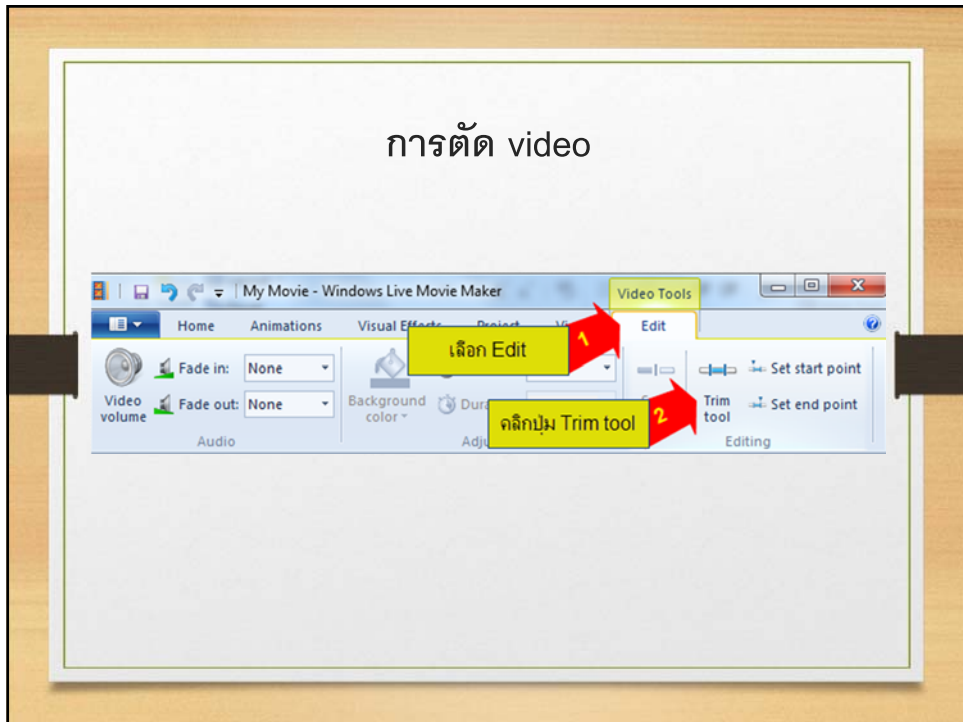 การตัด video
My Movie - Windows Live Movie Maker
Video Tools
Home Animations Visual Effects Project Edit
เลือก Edit
1
Fade in: None
Set start point
Video volume
Fade out: None
Background color
คลิกปุ่ม Trim tool
2
Trim tool
Set end point
Audio
Editing